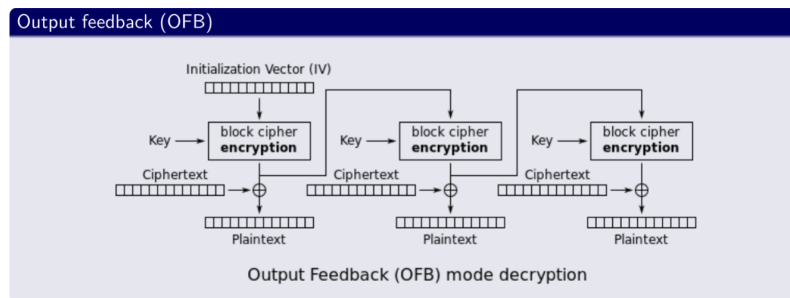 Output feedback (OFB)
Initialization Vector (IV)
Key block cipher encryption Key block cipher encryption Key block cipher encryption
Ciphertext Ciphertext Ciphertext
Plaintext Plaintext Plaintext
Output Feedback (OFB) mode decryption